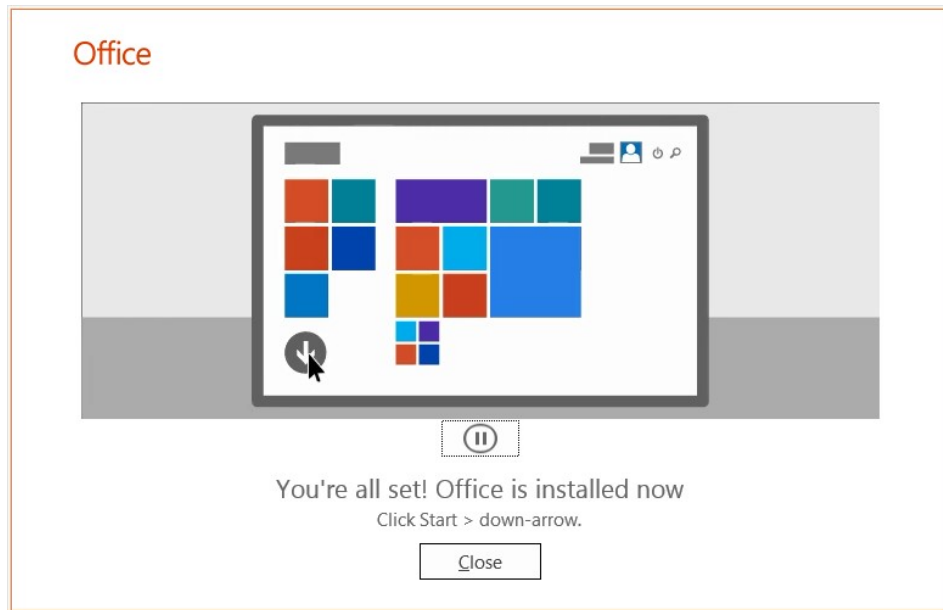 Office
You're all set! Office is installed now
Click Start > down-arrow.
Close